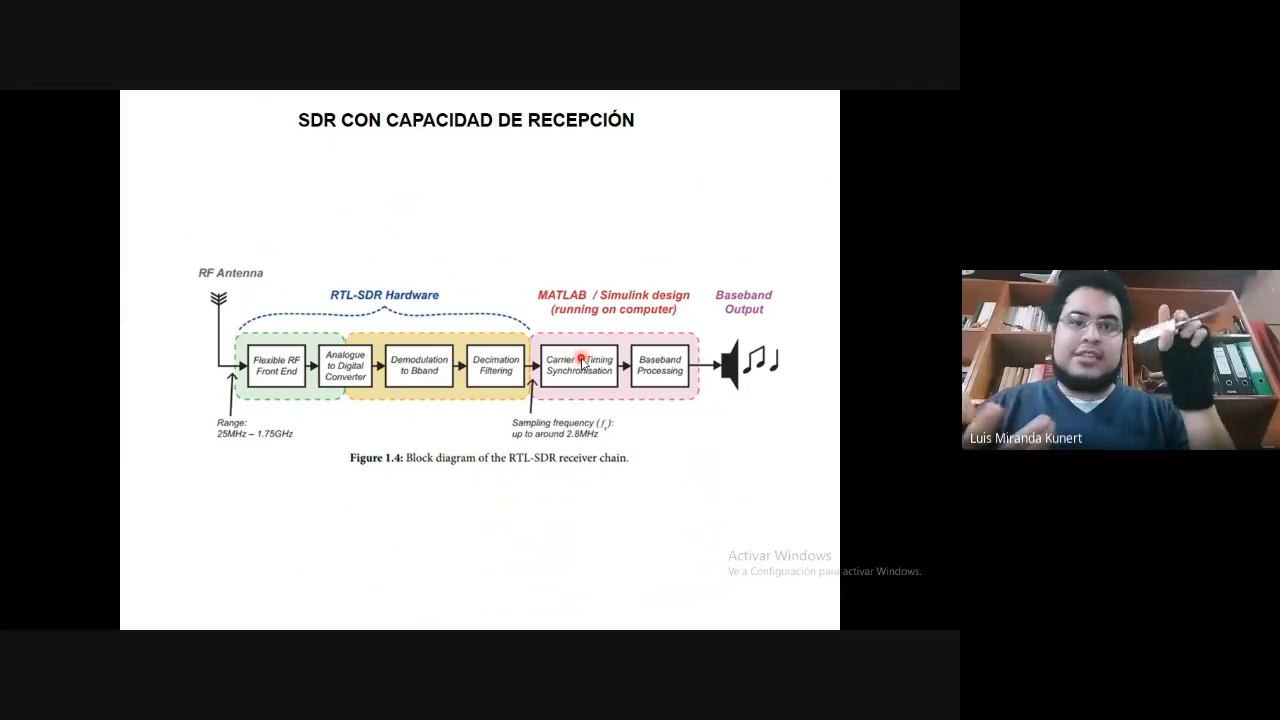 SDR CON CAPACIDAD DE RECEPCIÓN
RF Antenna
RTL-SDR Hardware
MATLAB / Simulink design
(running on computer)
Baseband
Output
Flexible RF
Front End
Analogue
to Digital
Converter
Demodulation
to Bband
Decimation
Filtering
Carrier Timing
Synchronisation
Baseband
Processing
Range:
25MHz – 1.75GHz
Sampling frequency (fs):
up to around 2.8MHz
Figure 1.4: Block diagram of the RTL-SDR receiver chain.
Luis Miranda Kunert
Activar Windows
Ve a Configuración para activar Windows.